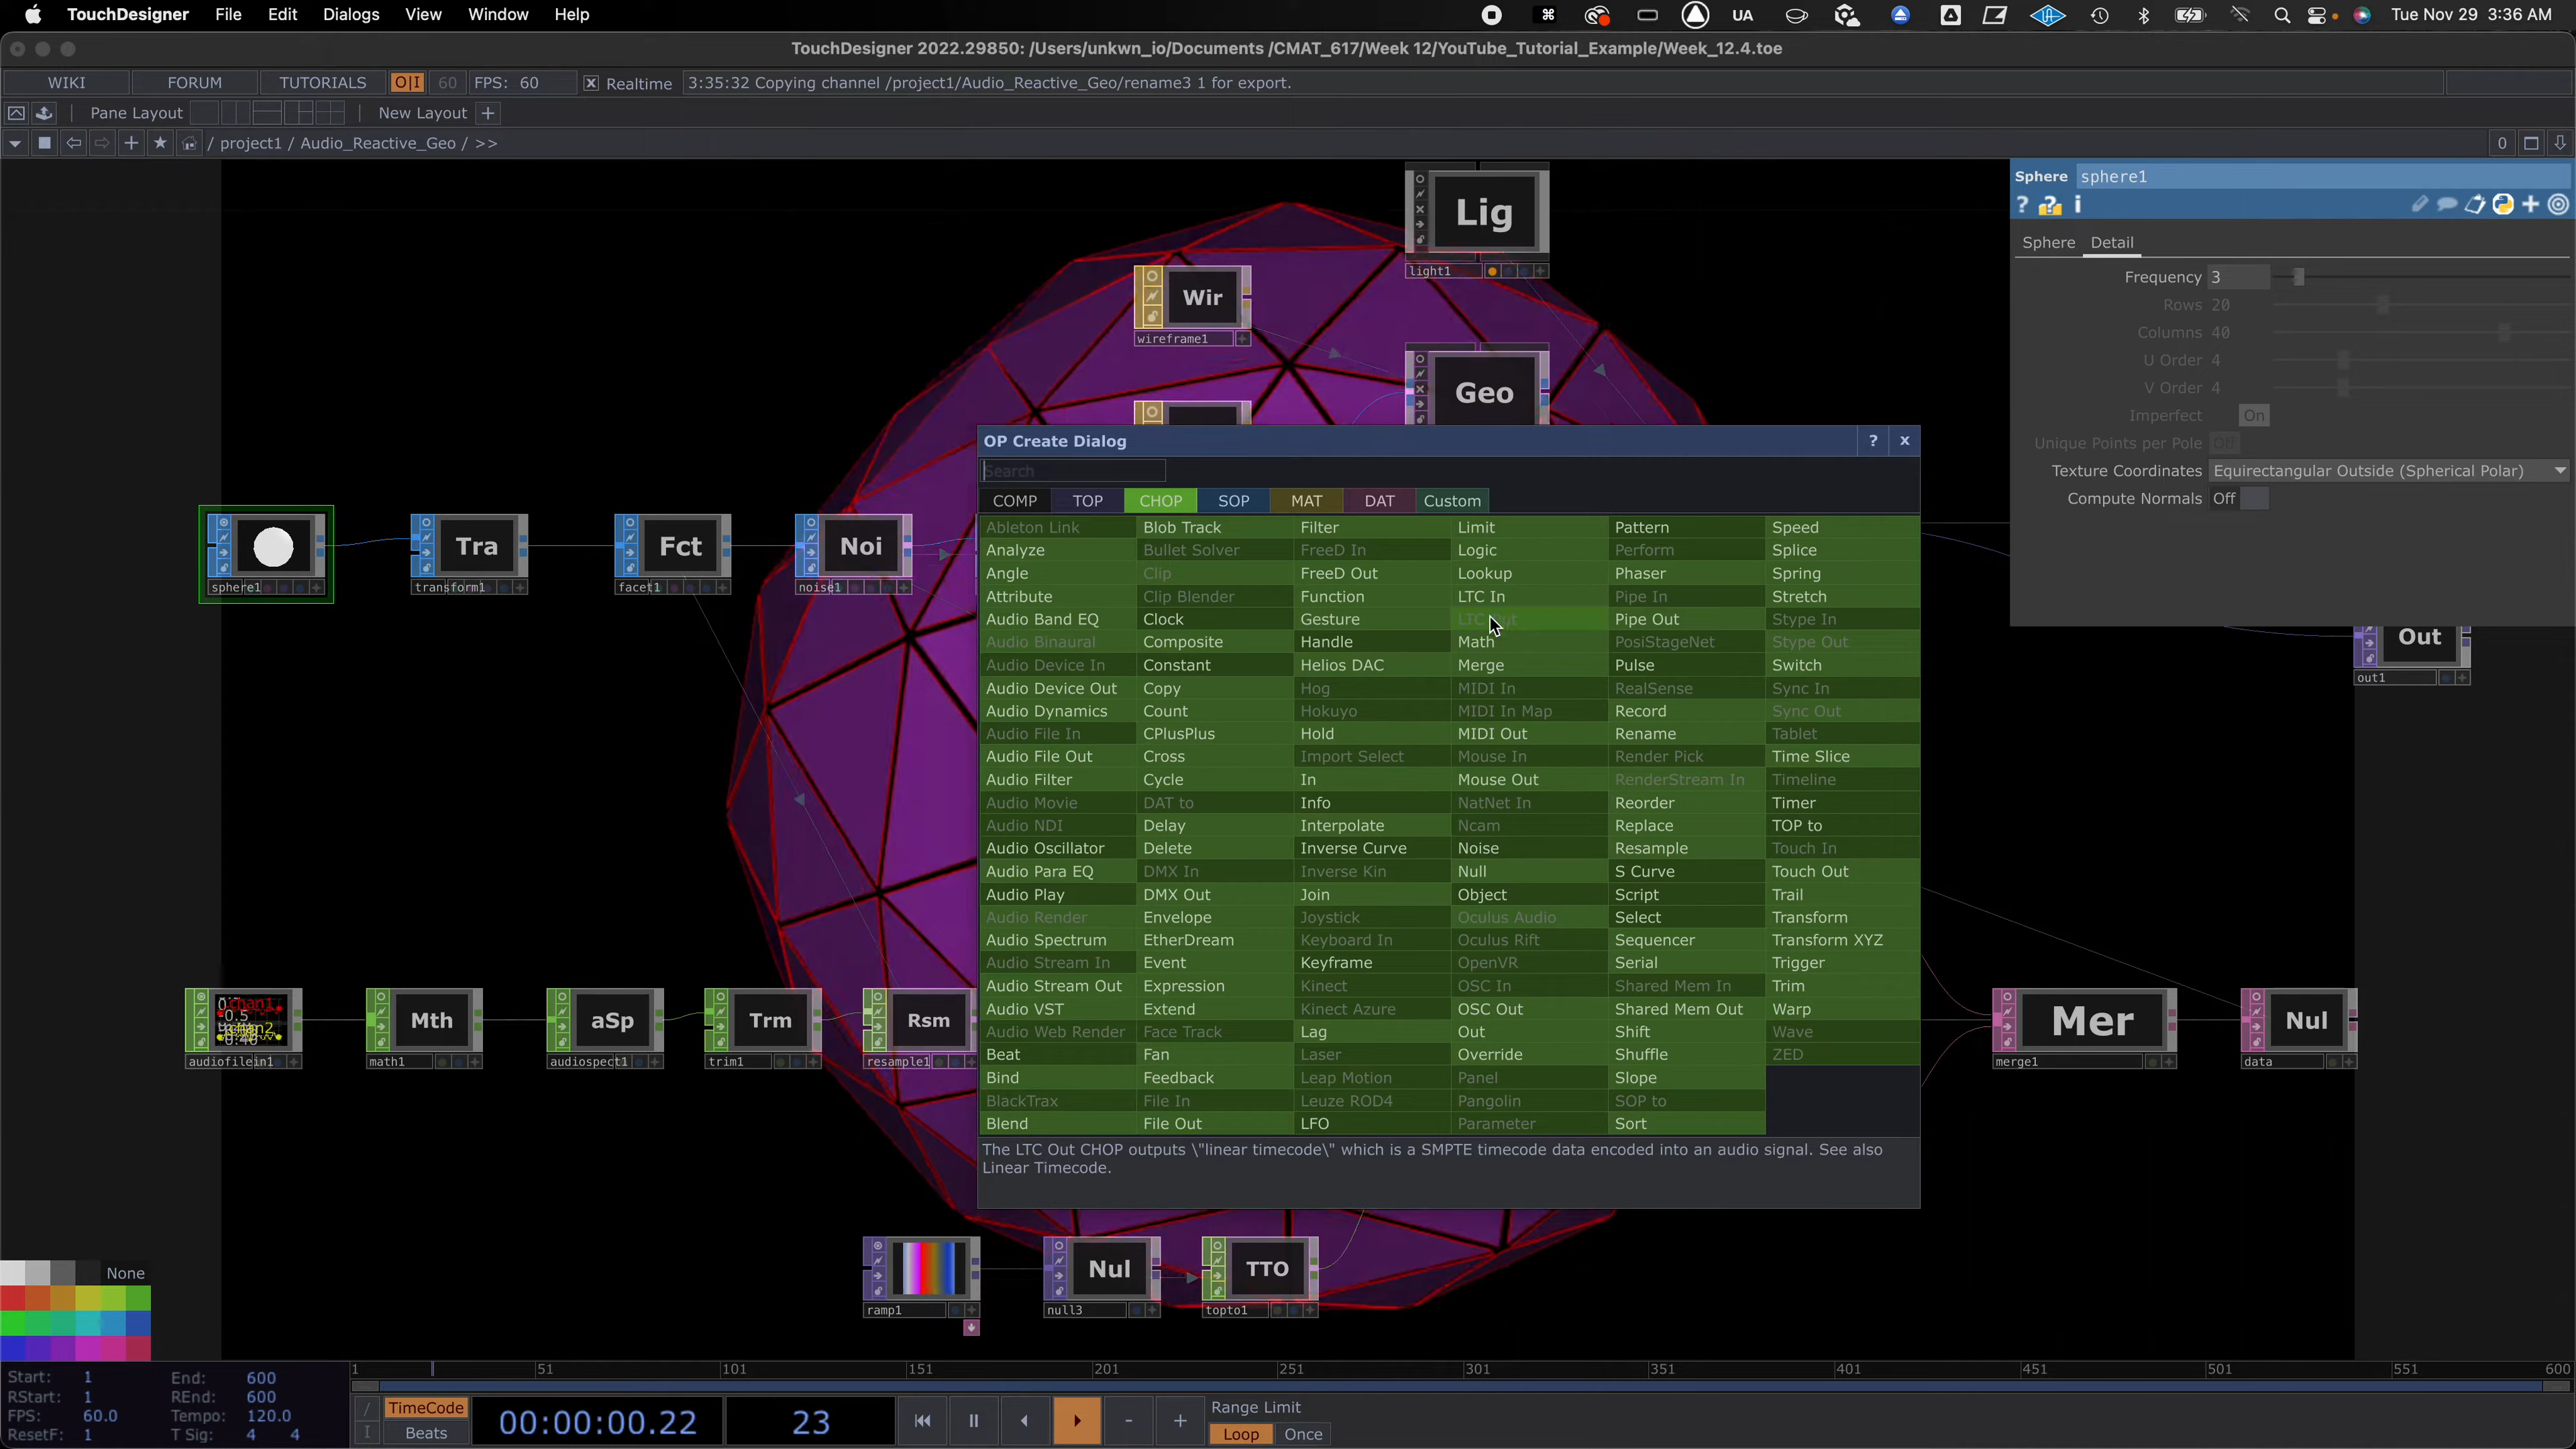 TouchDesigner File Edit Dialogs View Window Help UA Tue Nov 29 3:36 AM
TouchDesigner 2022.29850: /Users/unkwn_io/Documents /CMAT_617/Week 12/YouTube_Tutorial_Example/Week_12.4.toe
WIKI FORUM TUTORIALS O|I 60 FPS: 60 Realtime 3:35:32 Copying channel /project1/Audio_Reactive_Geo/rename3 1 for export.
Pane Layout New Layout +
/ project1 / Audio_Reactive_Geo / >> 0
Sphere sphere1
Sphere Detail
Frequency 3
Rows 20
Columns 40
U Order 4
V Order 4
Imperfect On
Unique Points per Pole Off
Texture Coordinates Equirectangular Outside (Spherical Polar)
Compute Normals Off
Lig
light1
Wir
wireframe1
Geo
OP Create Dialog ? x
Search
COMP TOP CHOP SOP MAT DAT Custom
Ableton Link Blob Track Filter Limit Pattern Speed
Analyze Bullet Solver FreeD In Logic Perform Splice
Angle Clip FreeD Out Lookup Phaser Spring
Attribute Clip Blender Function LTC In Pipe In Stretch
Audio Band EQ Clock Gesture LTC Out Pipe Out Stype In
Audio Binaural Composite Handle Math PosiStageNet Stype Out
Audio Device In Constant Helios DAC Merge Pulse Switch
Audio Device Out Copy Hog MIDI In RealSense Sync In
Audio Dynamics Count Hokuyo MIDI In Map Record Sync Out
Audio File In CPlusPlus Hold MIDI Out Rename Tablet
Audio File Out Cross Import Select Mouse In Render Pick Time Slice
Audio Filter Cycle In Mouse Out RenderStream In Timeline
Audio Movie DAT to Info NatNet In Reorder Timer
Audio NDI Delay Interpolate Ncam Replace TOP to
Audio Oscillator Delete Inverse Curve Noise Resample Touch In
Audio Para EQ DMX In Inverse Kin Null S Curve Touch Out
Audio Play DMX Out Join Object Script Trail
Audio Render Envelope Joystick Oculus Audio Select Transform
Audio Spectrum EtherDream Keyboard In Oculus Rift Sequencer Transform XYZ
Audio Stream In Event Keyframe OpenVR Serial Trigger
Audio Stream Out Expression Kinect OSC In Shared Mem In Trim
Audio VST Extend Kinect Azure OSC Out Shared Mem Out Warp
Audio Web Render Face Track Lag Out Shift Wave
Beat Fan Laser Override Shuffle ZED
Bind Feedback Leap Motion Panel Slope
BlackTrax File In Leuze ROD4 Pangolin SOP to
Blend File Out LFO Parameter Sort
The LTC Out CHOP outputs \"linear timecode\" which is a SMPTE timecode data encoded into an audio signal. See also
Linear Timecode.
Tra Fct Noi
sphere1 transform1 facet1 noise1
Out
out1
chan1
chan2
Mth aSp Trm Rsm Mer Nul
audiofilein1 math1 audiospect1 trim1 resample1 merge1 data
Nul TTO
ramp1 null3 topto1
None
1 51 101 151 201 251 301 351 401 451 501 551 600
Start: 1 End: 600
RStart: 1 REnd: 600
FPS: 60.0 Tempo: 120.0
ResetF: 1 T Sig: 4 4
TimeCode
Beats
00:00:00.22 23
- +
Range Limit
Loop Once